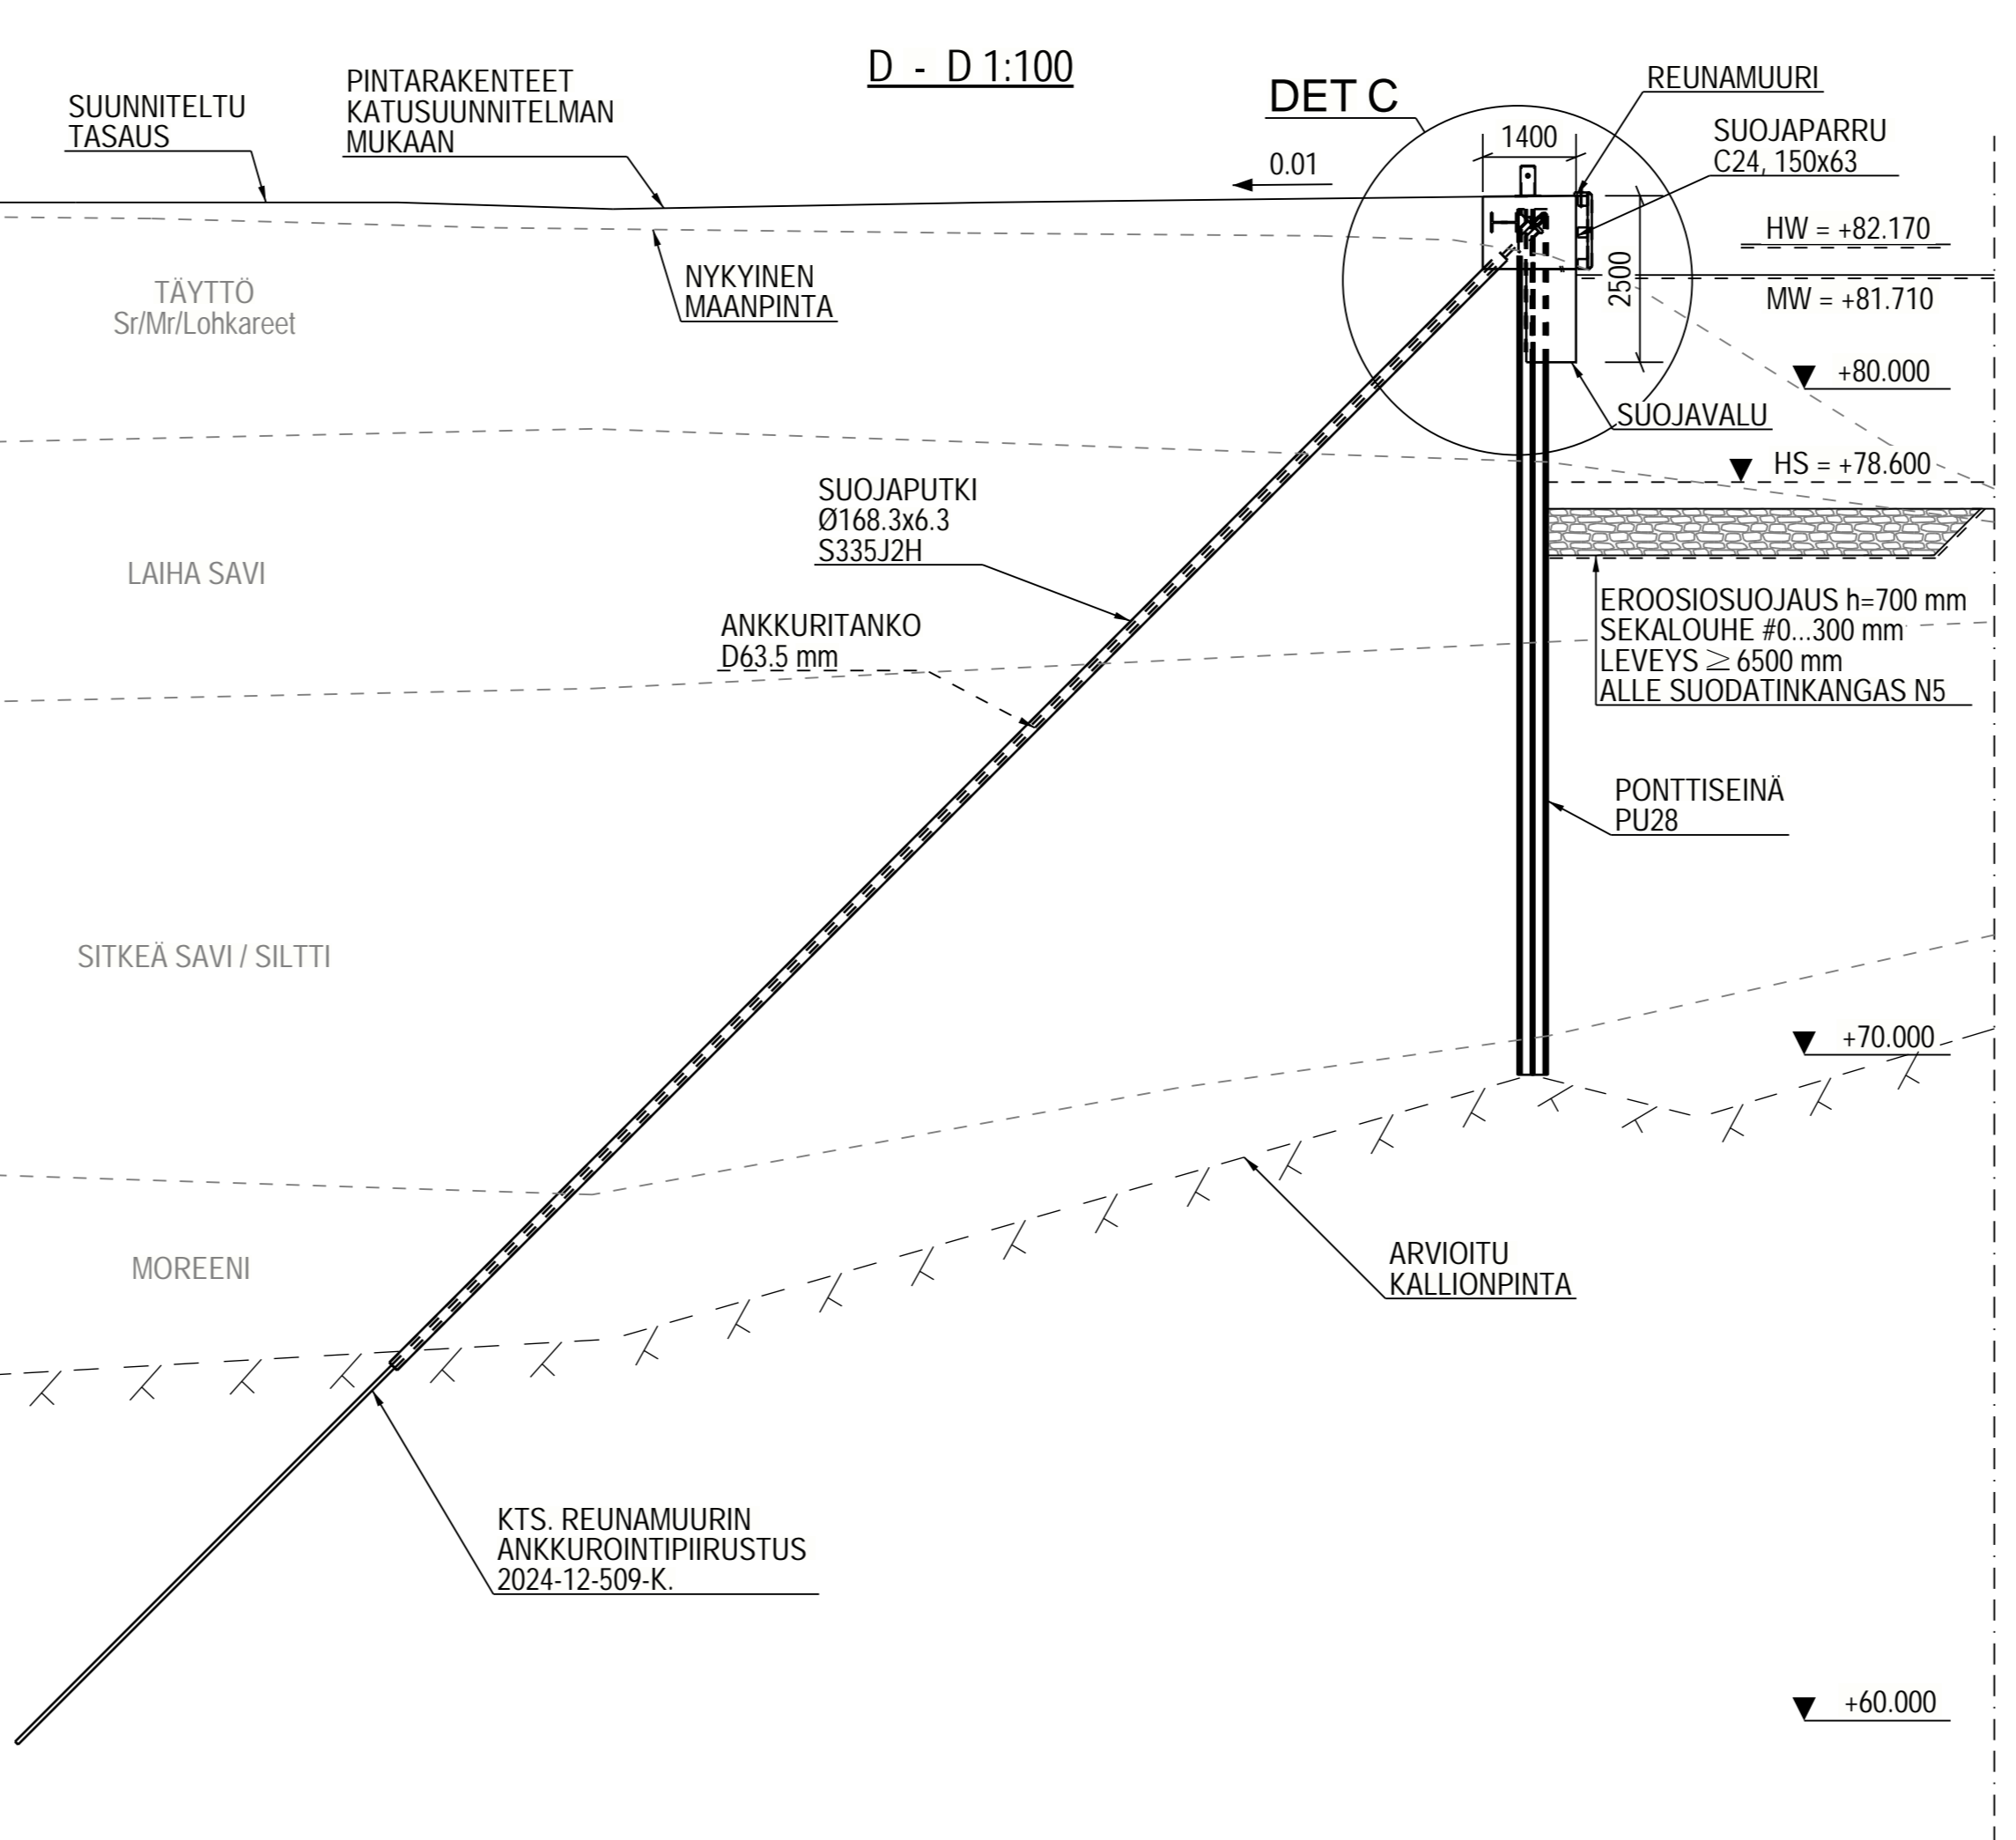 D - D 1:100
SUUNNITELTU
TASAUS
PINTARAKENTEET
KATUSUUNNITELMAN
MUKAAN
DET C
REUNAMUURI
1400
0.01
SUOJAPARRU
C24, 150x63
HW = +82.170
2500
MW = +81.710
NYKYINEN
MAANPINTA
TÄYTTÖ
Sr/Mr/Lohkareet
+80.000
SUOJAVALU
HS = +78.600
SUOJAPUTKI
Ø168.3x6.3
S335J2H
LAIHA SAVI
ANKKURITANKO
D63.5 mm
EROOSIOSUOJAUS h=700 mm
SEKALOUHE #0...300 mm
LEVEYS ≥ 6500 mm
ALLE SUODATINKANGAS N5
PONTTISEINÄ
PU28
SITKEÄ SAVI / SILTTI
+70.000
MOREENI
ARVIOITU
KALLIONPINTA
KTS. REUNAMUURIN
ANKKUROINTIPIIRUSTUS
2024-12-509-K.
+60.000